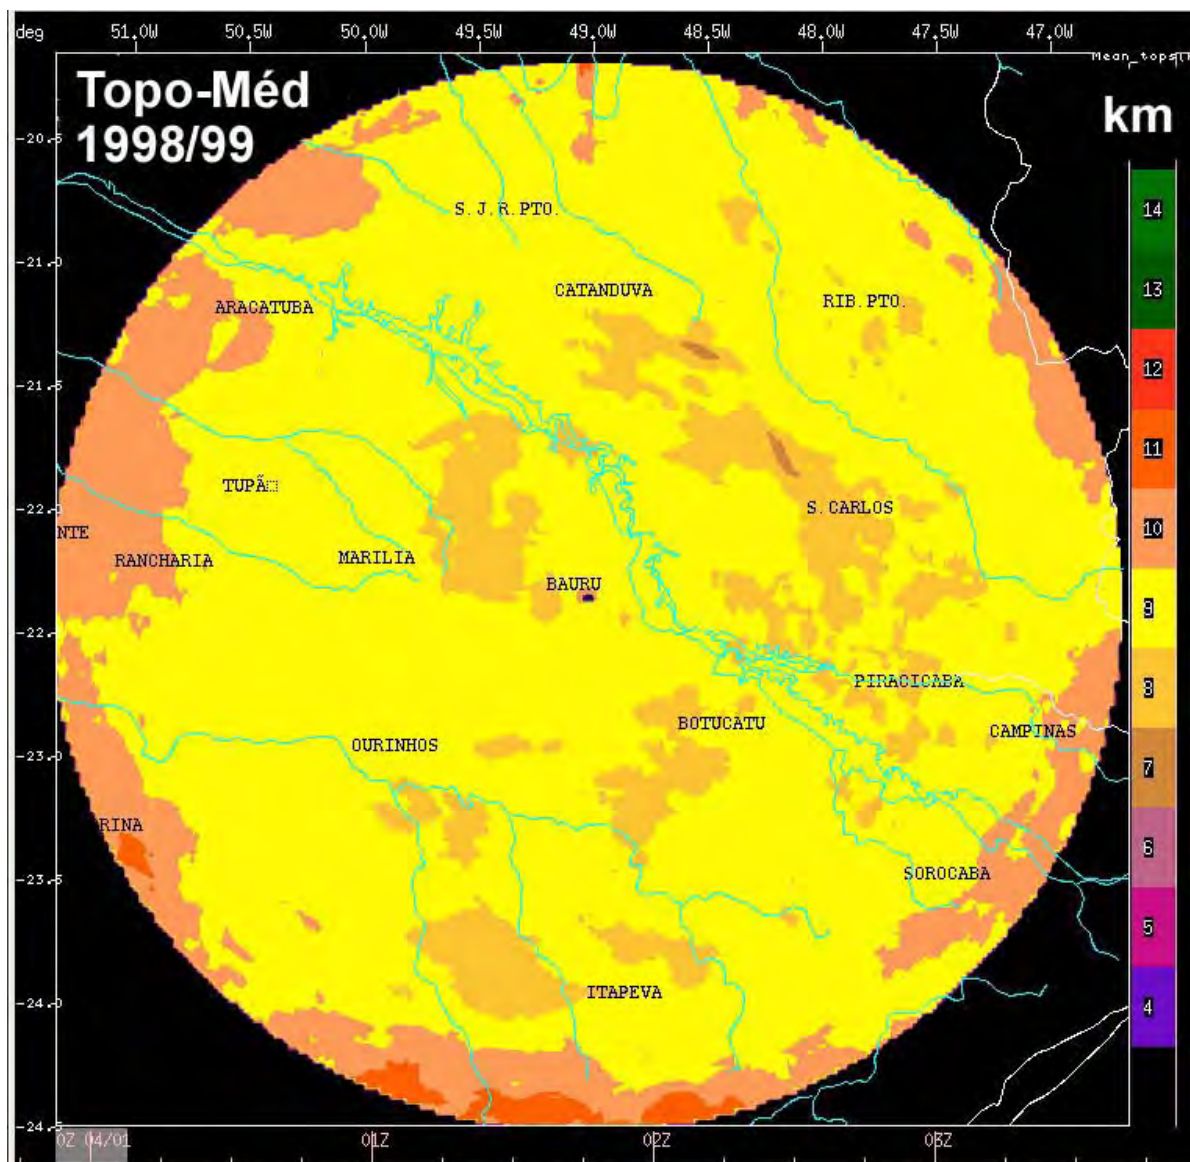 deg 51.0W 50.5W 50.0W 49.5W 49.0W 48.5W 48.0W 47.5W 47.0W
Mean_tops(
Topo-Méd
1998/99
km
-20.5
S.J.R.PTO.
14
-21.0
CATANDUVA
13
ARACATUBA
RIB.PTO.
12
-21.5
11
TUPÃ
-22.0
S.CARLOS
10
NTE
RANCHARIA
MARILIA
BAURU
9
-22.5
PIRACICABA
8
BOTUCATU
CAMPINAS
OURINHOS
-23.0
7
RINA
6
-23.5
SOROCABA
5
ITAPEVA
-24.0
4
-24.5
0Z 04/01 01Z 02Z 03Z